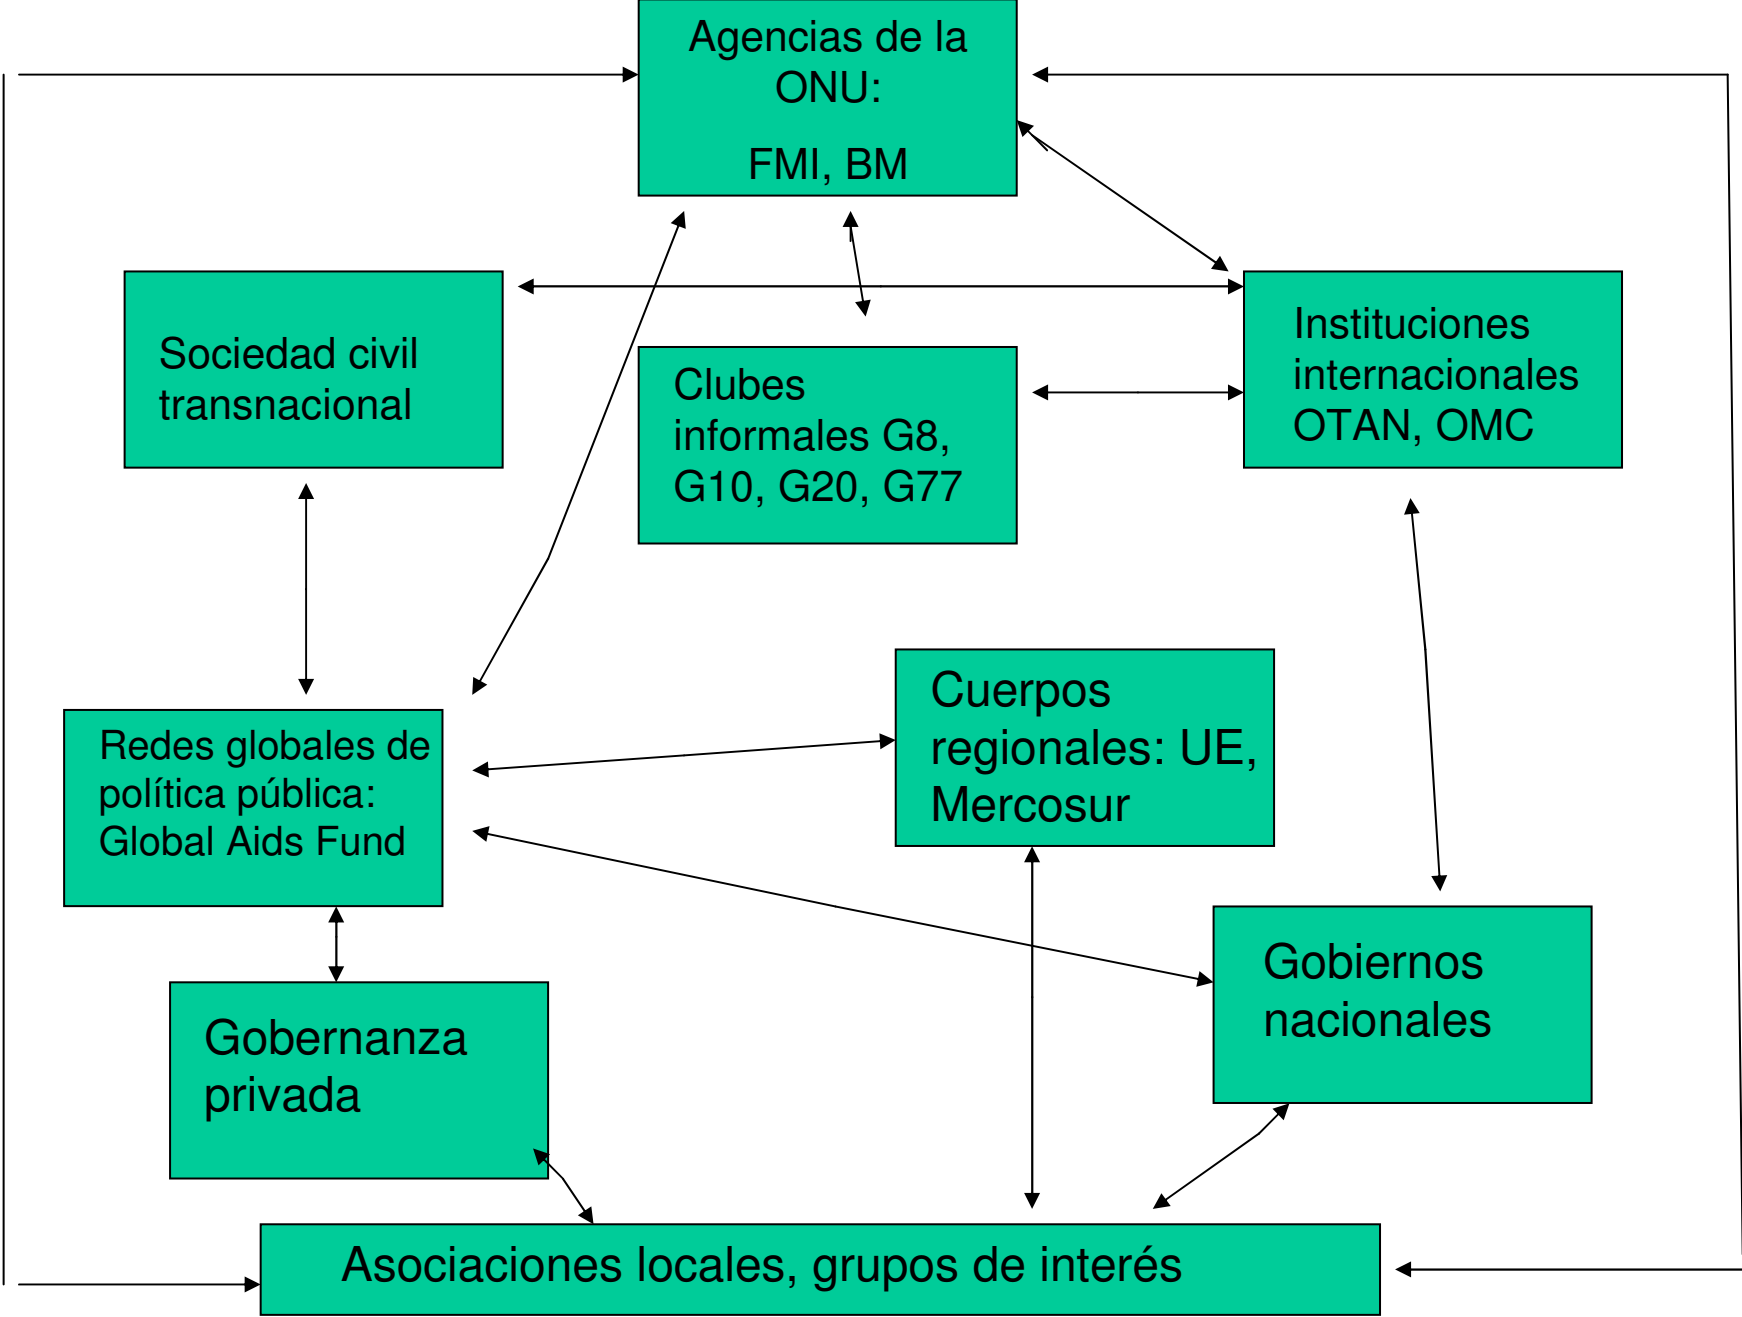 Agencias de la
ONU:
FMI, BM
Sociedad civil
transnacional
Clubes
informales G8,
G10, G20, G77
Instituciones
internacionales
OTAN, OMC
Redes globales de
política pública:
Global Aids Fund
Cuerpos
regionales: UE,
Mercosur
Gobernanza
privada
Gobiernos
nacionales
Asociaciones locales, grupos de interés